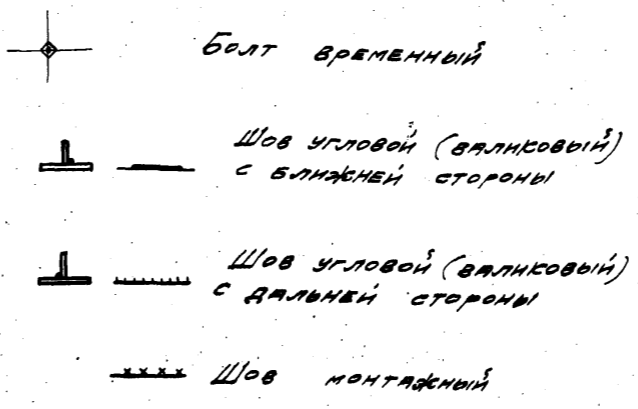 Болт временный
Шов угловой (валиковый)
с ближней стороны
Шов угловой (валиковый)
с дальней стороны
Шов монтажный